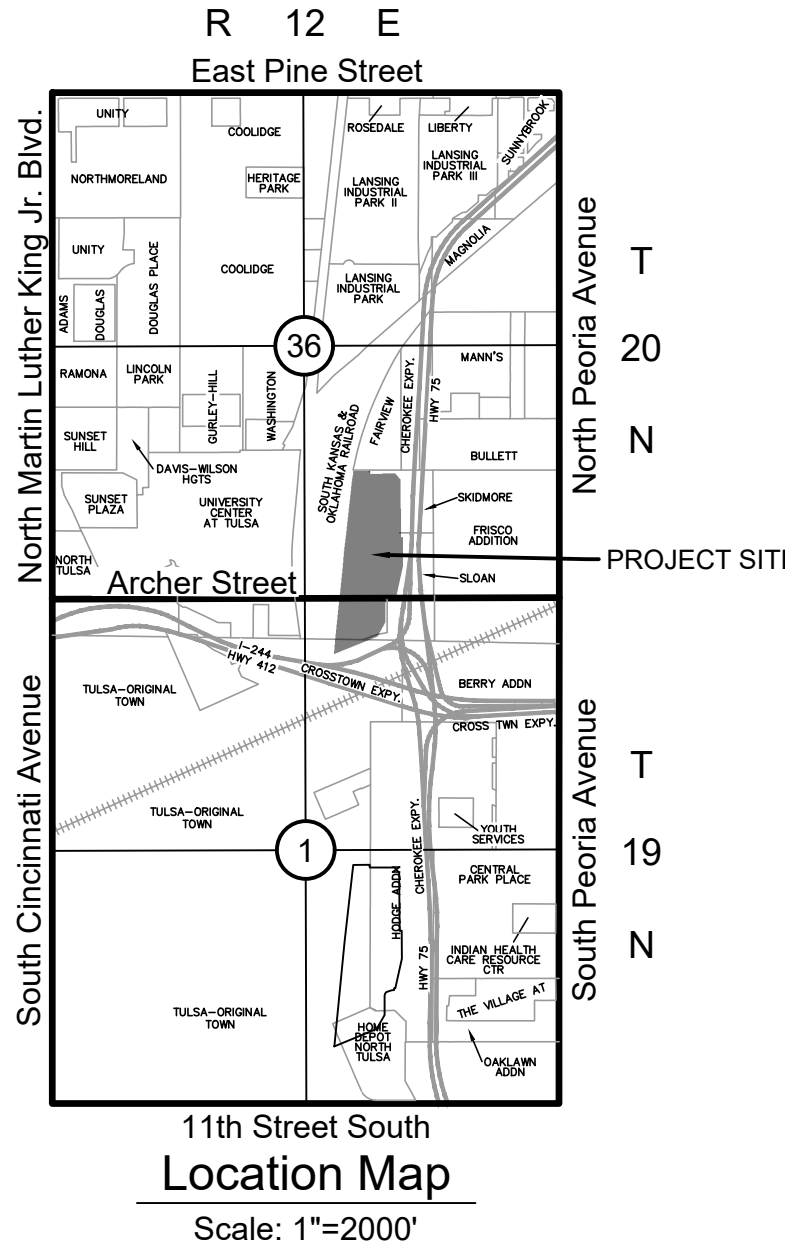 R 12 E
East Pine Street
North Martin Luther King Jr. Blvd.
UNITY
COOLIDGE
ROSEDALE
LIBERTY
SUNNYBROOK
NORTHMORELAND
HERITAGE
PARK
LANSING
INDUSTRIAL
PARK II
LANSING
INDUSTRIAL
PARK III
UNITY
DOUGLAS PLACE
COOLIDGE
MAGNOLIA
LANSING
INDUSTRIAL
PARK
ADAMS
DOUGLAS
North Peoria Avenue
T
20
N
36
RAMONA
LINCOLN
PARK
GURLEY-HILL
WASHINGTON
SOUTH KANSAS &
OKLAHOMA RAILROAD
FAIRVIEW
CHEROKEE EXPY.
HWY 75
MANN'S
SUNSET
HILL
DAVIS-WILSON
HGTS
BULLETT
SUNSET
PLAZA
UNIVERSITY
CENTER
AT TULSA
SKIDMORE
FRISCO
ADDITION
NORTH
TULSA
SLOAN
PROJECT SIT
Archer Street
South Cincinnati Avenue
I-244
HWY 412
CROSSTOWN EXPY.
TULSA-ORIGINAL
TOWN
BERRY ADDN
CROSS TWN EXPY.
South Peoria Avenue
T
19
N
TULSA-ORIGINAL
TOWN
CHEROKEE EXPY.
YOUTH
SERVICES
1
HODGE ADDN
CENTRAL
PARK PLACE
HWY 75
INDIAN HEALTH
CARE RESOURCE
CTR
THE VILLAGE AT
TULSA-ORIGINAL
TOWN
HOME
DEPOT
NORTH
TULSA
OAKLAWN
ADDN
11th Street South
Location Map
Scale: 1"=2000'